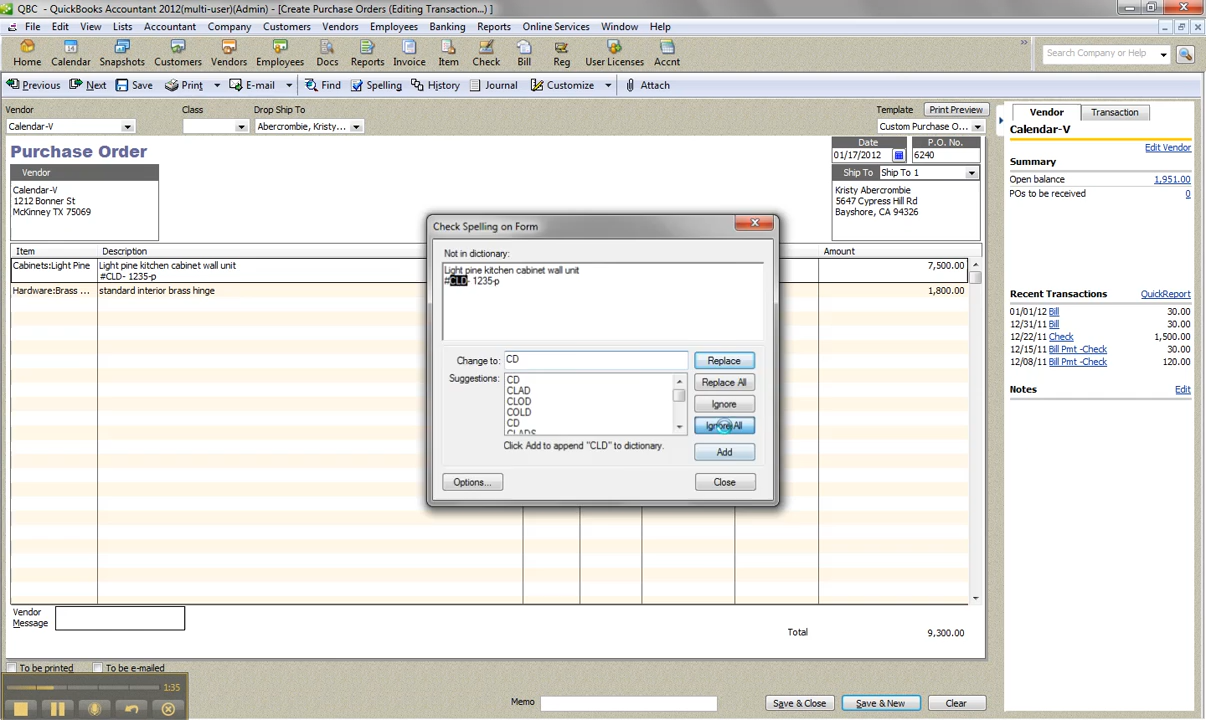 QBC - QuickBooks Accountant 2012(multi-user)(Admin) - [Create Purchase Orders (Editing Transaction...) ]
File Edit View Lists Accountant Company Customers Vendors Employees Banking Reports Online Services Window Help
Home Calendar Snapshots Customers Vendors Employees Docs Reports Invoice Item Check Bill Reg User Licenses Accnt
Search Company or Help
Previous Next Save Print E-mail Find Spelling History Journal Customize Attach
Vendor Class Drop Ship To Template Print Preview
Calendar-V Abercrombie, Kristy... Custom Purchase O...
Purchase Order
Date P.O. No.
01/17/2012 6240
Vendor
Ship To Ship To 1
Calendar-V
1212 Bonner St
McKinney TX 75069
Kristy Abercrombie
5647 Cypress Hill Rd
Bayshore, CA 94326
Item Description Amount
Cabinets:Light Pine Light pine kitchen cabinet wall unit 7,500.00
#CLD- 1235-p
Hardware:Brass ... standard interior brass hinge 1,800.00
Check Spelling on Form
Not in dictionary:
Light pine kitchen cabinet wall unit
#CLD- 1235-p
Change to: CD Replace
Suggestions:
CD
CLAD
CLOD
COLD
CD
CLADS
Replace All
Ignore
Ignore All
Click Add to append "CLD" to dictionary.
Add
Options... Close
Vendor
Message
Total 9,300.00
To be printed To be e-mailed
1:35
Memo Save & Close Save & New Clear
Vendor Transaction
Calendar-V
Edit Vendor
Summary
Open balance 1,951.00
POs to be received 0
Recent Transactions QuickReport
01/01/12 Bill 30.00
12/31/11 Bill 30.00
12/22/11 Check 1,500.00
12/15/11 Bill Pmt -Check 30.00
12/08/11 Bill Pmt -Check 120.00
Notes Edit